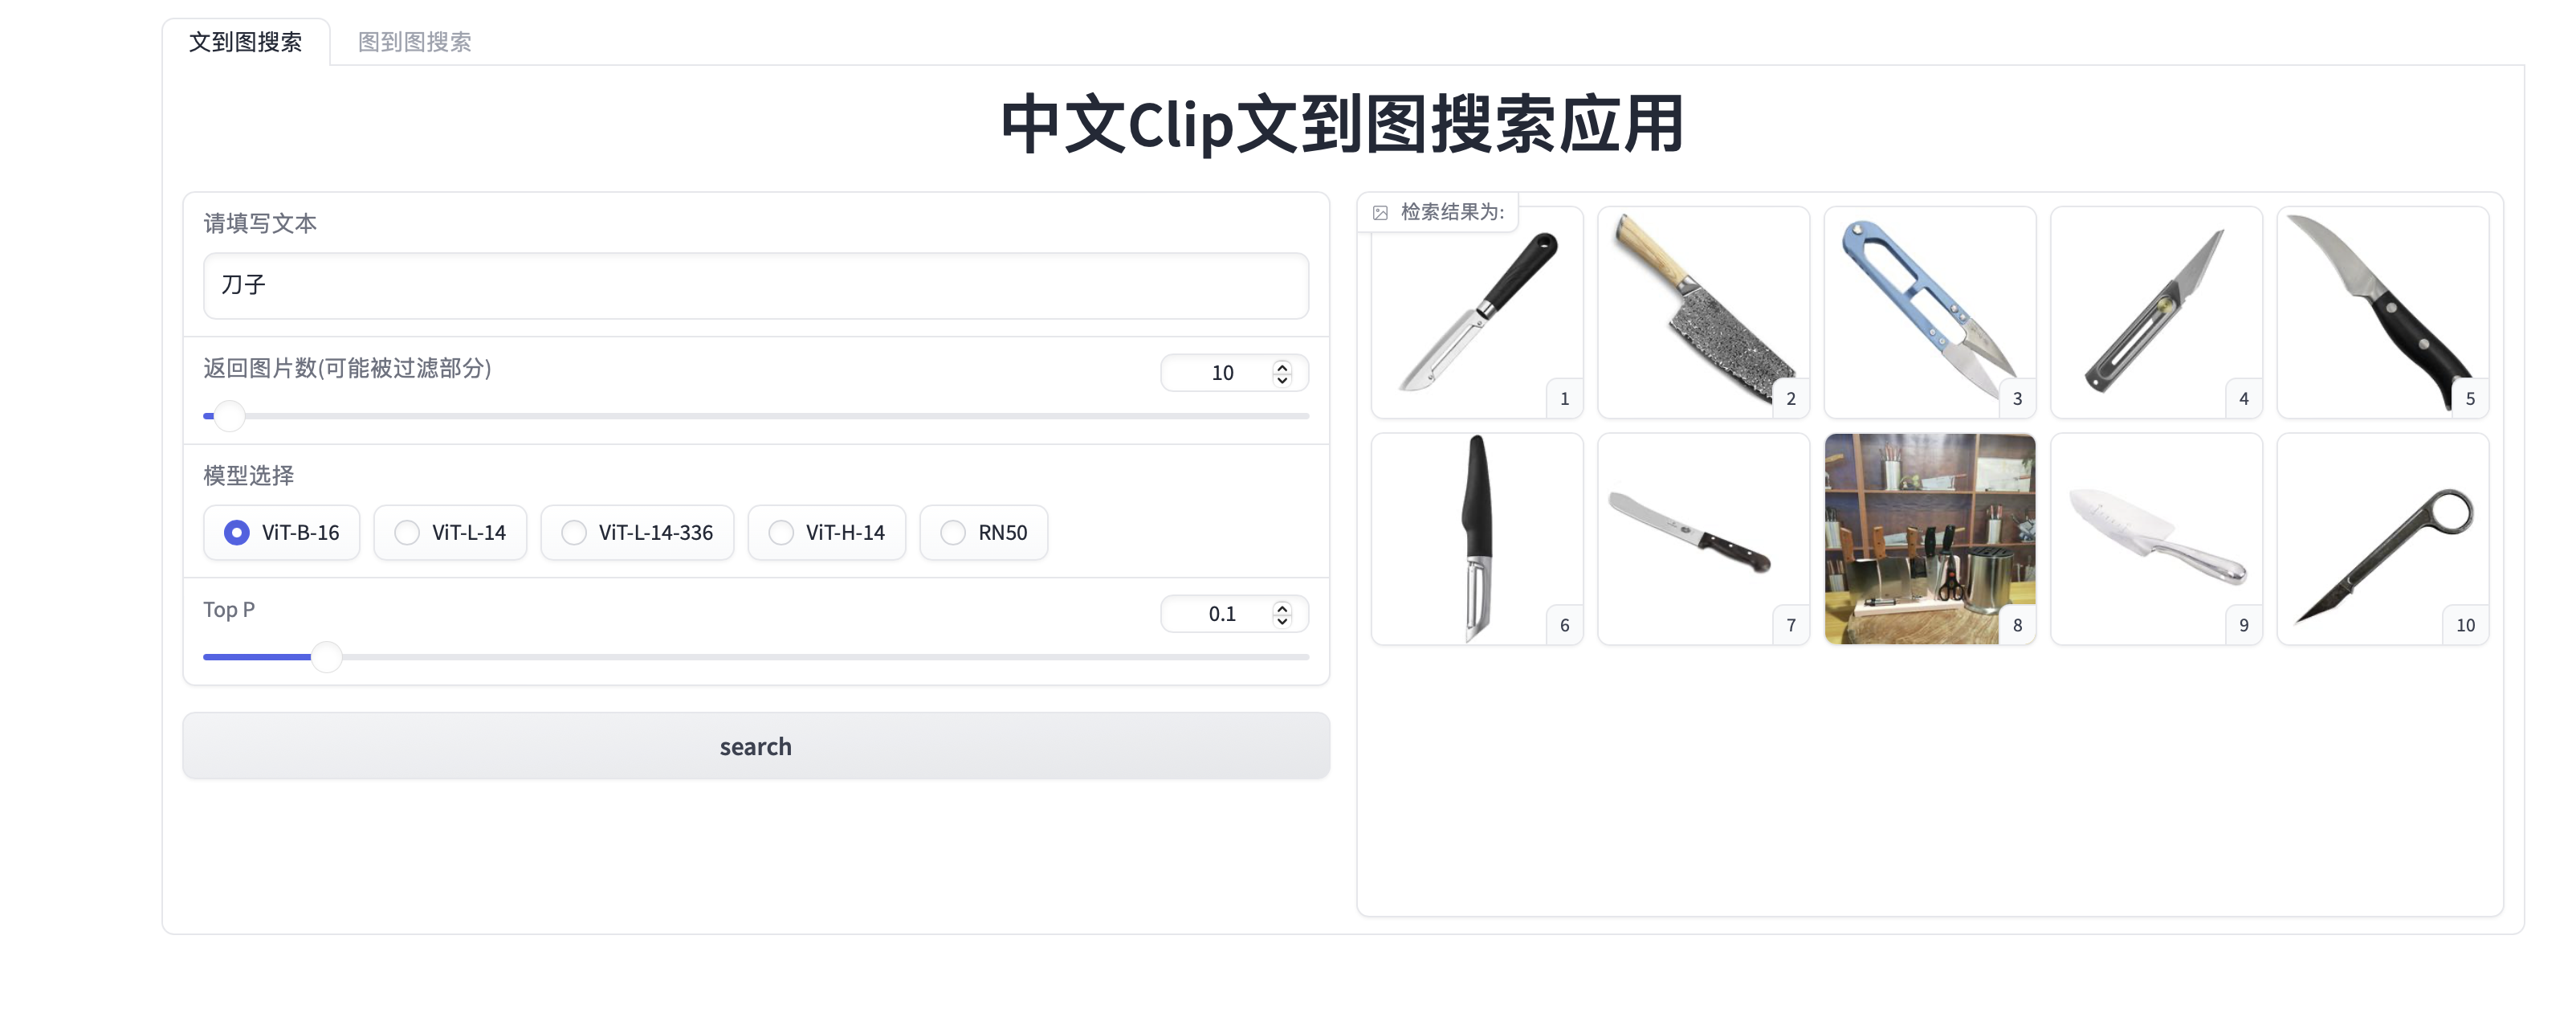 文到图搜索
图到图搜索
中文Clip文到图搜索应用
请填写文本
刀子
返回图片数(可能被过滤部分)
10
模型选择
ViT-B-16
ViT-L-14
ViT-L-14-336
ViT-H-14
RN50
Top P
0.1
search
检索结果为:
1
2
3
4
5
6
7
8
9
10